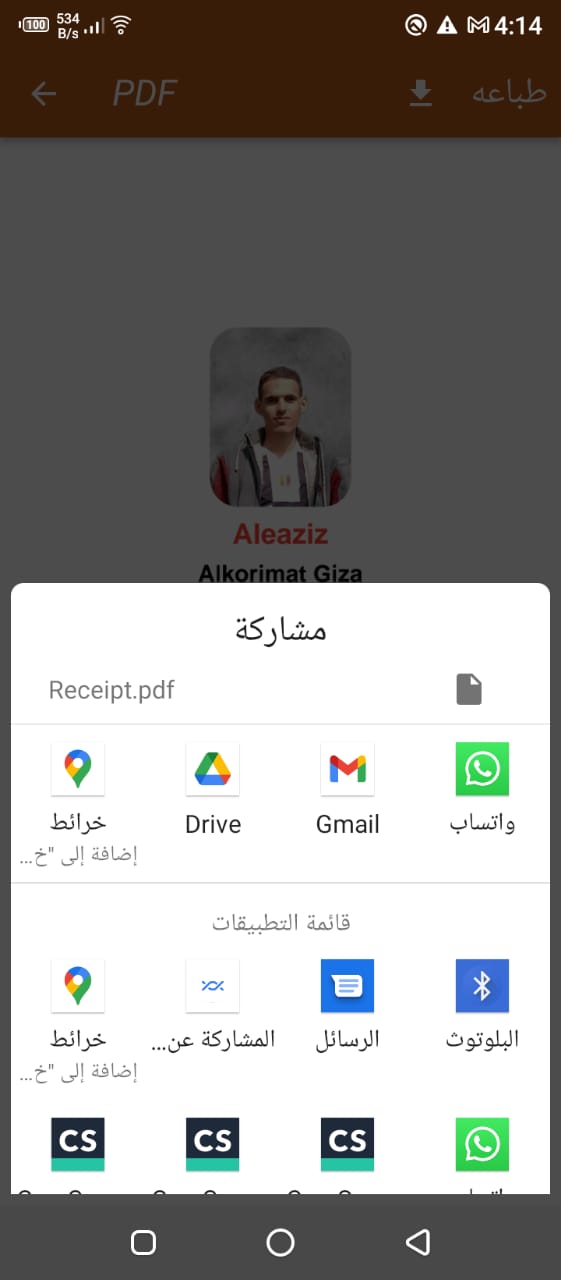 100 534 B/s 4:14
PDF طباعه
Aleaziz
Alkorimat Giza
مشاركة
Receipt.pdf
واتساب Gmail Drive خرائط
إضافة إلى "خ...
قائمة التطبيقات
البلوتوث الرسائل المشاركة عن... خرائط
إضافة إلى "خ...
CS CS CS